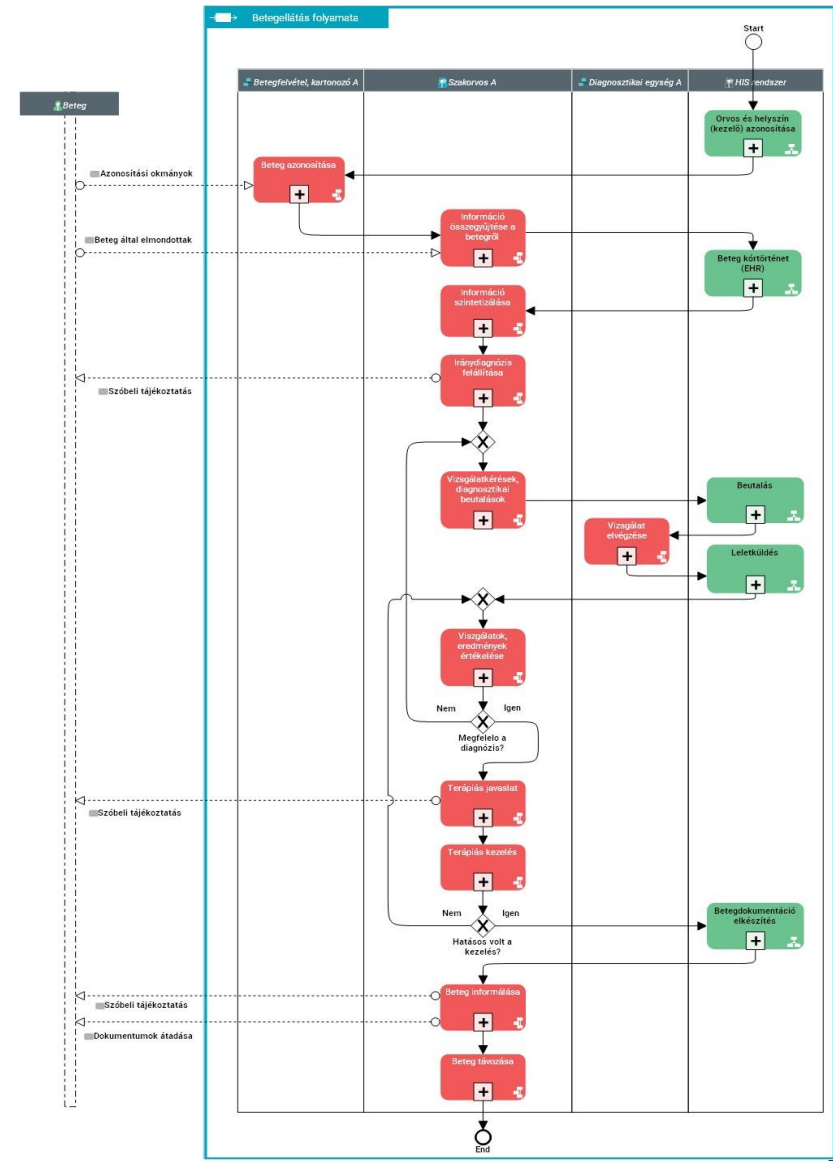 Betegellátás folyamata
Start
Betegfelvétel, kartonozó A
Szakorvos A
Diagnosztikai egység A
HIS rendszer
Beteg
Orvos és helyszín
(kezelő) azonosítása
Beteg azonosítása
Azonosítási okmányok
Információ
összegyűjtése a
betegről
Beteg által elmondottak
Beteg kórtörténet
(EHR)
Információ
szintetizálása
Iránydiagnózis
felállítása
Szóbeli tájékoztatás
Vizsgálatkérések,
diagnosztikai
beutalások
Beutalás
Vizsgálat
elvégzése
Leletküldés
Viszgálatok,
eredmények
értékelése
Nem
Igen
Megfelelo a
diagnózis?
Terápiás javaslat
Szóbeli tájékoztatás
Terápiás kezelés
Nem
Igen
Hatásos volt a
kezelés?
Betegdokumentáció
elkészítés
Beteg informálása
Szóbeli tájékoztatás
Dokumentumok átadása
Beteg távozása
End